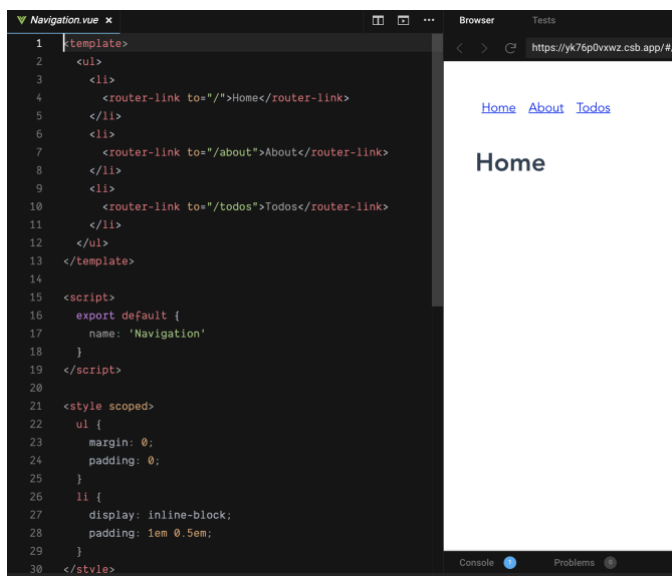 Navigation.vue ×
1 <template>
2 <ul>
3 <li>
4 <router-link to="/">Home</router-link>
5 </li>
6 <li>
7 <router-link to="/about">About</router-link>
8 </li>
9 <li>
10 <router-link to="/todos">Todos</router-link>
11 </li>
12 </ul>
13 </template>
14
15 <script>
16 export default {
17 name: 'Navigation'
18 }
19 </script>
20
21 <style scoped>
22 ul {
23 margin: 0;
24 padding: 0;
25 }
26 li {
27 display: inline-block;
28 padding: 1em 0.5em;
29 }
30 </style>
Browser Tests
https://yk76p0vxwz.csb.app/#
Home About Todos
Home
Console 1 Problems 0